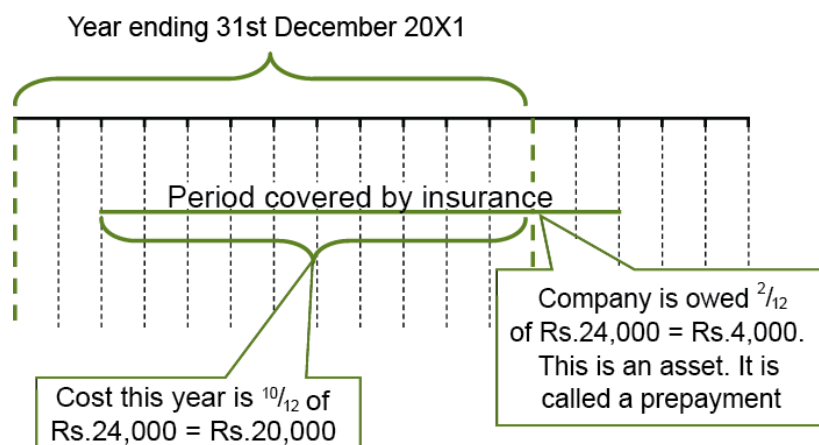 Year ending 31st December 20X1
Period covered by insurance
Company is owed 2/12
of Rs.24,000 = Rs.4,000.
This is an asset. It is
called a prepayment
Cost this year is 10/12 of
Rs.24,000 = Rs.20,000